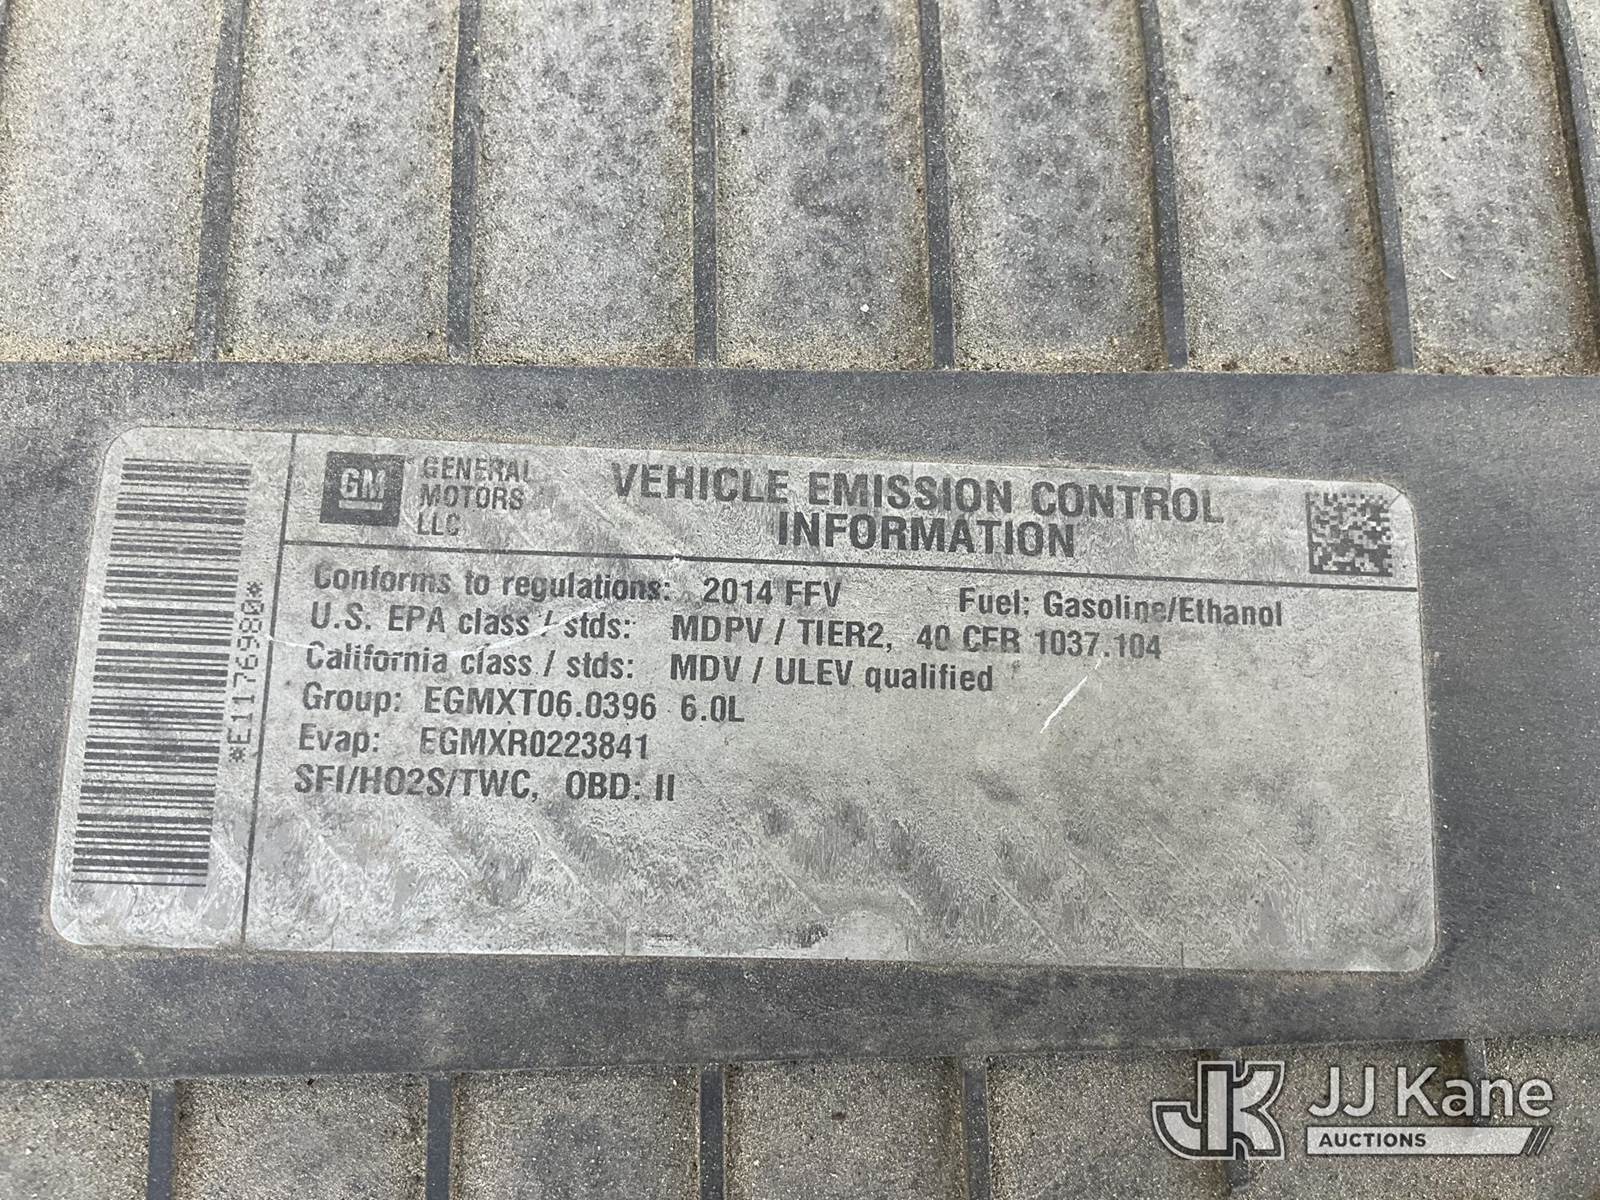 GM GENERAL MOTORS LLC
VEHICLE EMISSION CONTROL
INFORMATION
Conforms to regulations: 2014 FFV Fuel: Gasoline/Ethanol
U.S. EPA class / stds: MDPV / TIER2, 40 CFR 1037.104
California class / stds: MDV / ULEV qualified
Group: EGMXT06.0396 6.0L
Evap: EGMXR0223841
SFI/HO2S/TWC, OBD: II
*E1176980*
JK JJ Kane
AUCTIONS